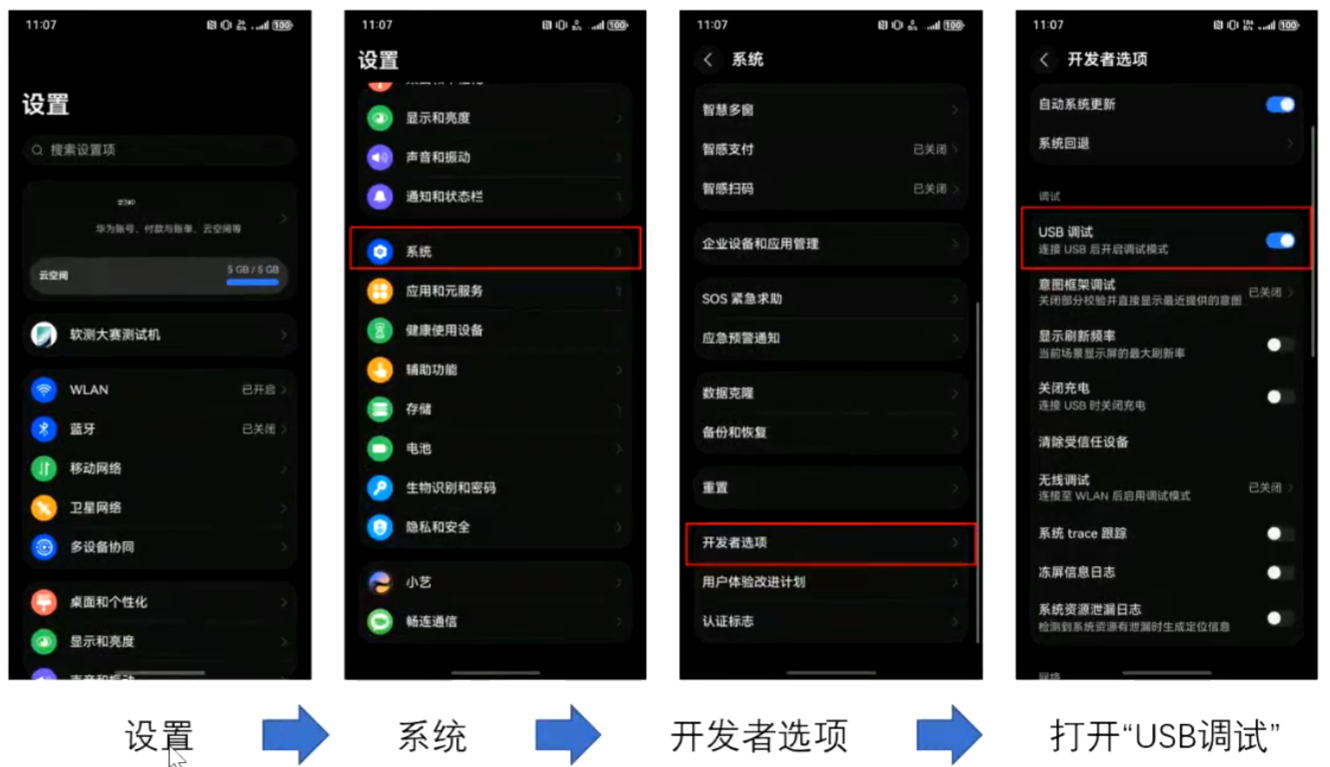 11:07
100
设置
搜索设置项
华为账号、付款与账单、云空间等
云空间
5 GB / 5 GB
软测大赛测试机
WLAN
已开启
蓝牙
已关闭
移动网络
卫星网络
多设备协同
桌面和个性化
显示和亮度
声音和振动
11:07
100
设置
桌面和个性化
显示和亮度
声音和振动
通知和状态栏
系统
应用和元服务
健康使用设备
辅助功能
存储
电池
生物识别和密码
隐私和安全
小艺
畅连通信
11:07
100
系统
智慧多窗
智感支付
已关闭
智感扫码
已关闭
企业设备和应用管理
SOS 紧急求助
应急预警通知
数据克隆
备份和恢复
重置
开发者选项
用户体验改进计划
认证标志
11:07
100
开发者选项
自动系统更新
系统回退
调试
USB 调试
连接 USB 后开启调试模式
意图框架调试
关闭部分校验并直接显示最近提供的意图
已关闭
显示刷新频率
当前场景显示屏的最大刷新率
关闭充电
连接 USB 时关闭充电
清除受信任设备
无线调试
连接至 WLAN 后启用调试模式
已关闭
系统 trace 跟踪
冻屏信息日志
系统资源泄漏日志
检测到系统资源有泄漏时生成定位信息
网络
设置
系统
开发者选项
打开“USB调试”